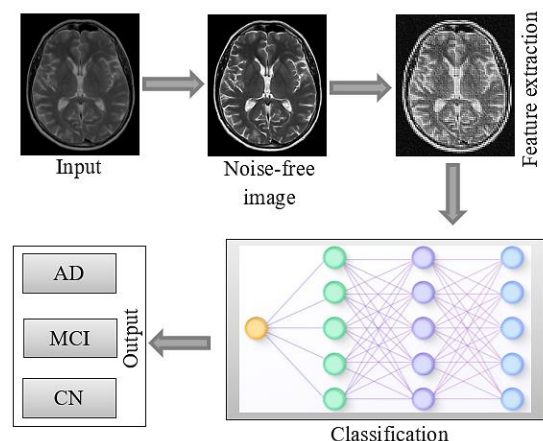 Input
Noise-free
image
Feature extraction
AD
MCI
CN
Output
Classification